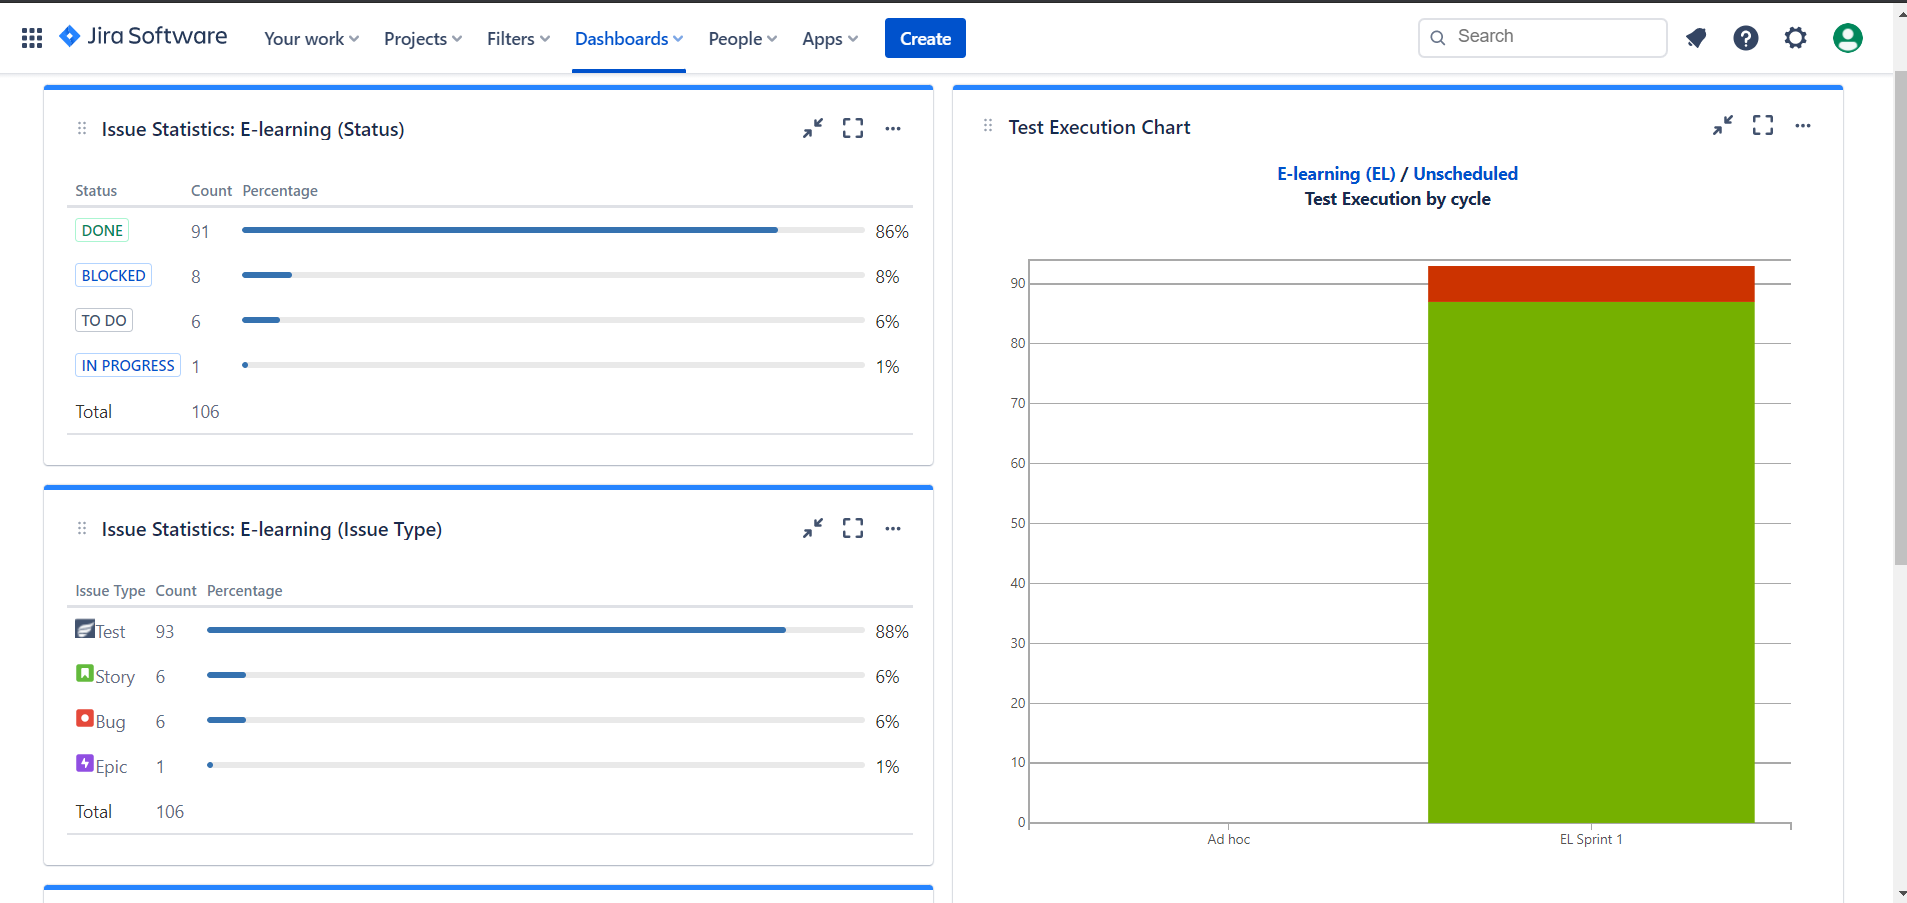 Jira Software Your work Projects Filters Dashboards People Apps Create Search
Issue Statistics: E-learning (Status)
Status Count Percentage
DONE 91 86%
BLOCKED 8 8%
TO DO 6 6%
IN PROGRESS 1 1%
Total 106
Issue Statistics: E-learning (Issue Type)
Issue Type Count Percentage
Test 93 88%
Story 6 6%
Bug 6 6%
Epic 1 1%
Total 106
Test Execution Chart
E-learning (EL) / Unscheduled
Test Execution by cycle
90
80
70
60
50
40
30
20
10
0
Ad hoc EL Sprint 1